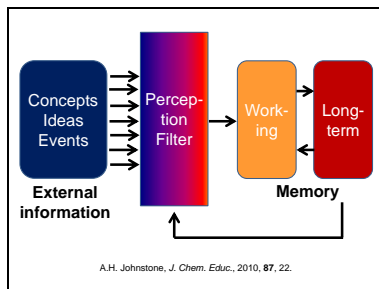 Concepts
Ideas
Events
Percep-
tion
Filter
Work-
ing
Long-
term
External
information
Memory
A.H. Johnstone, J. Chem. Educ., 2010, 87, 22.